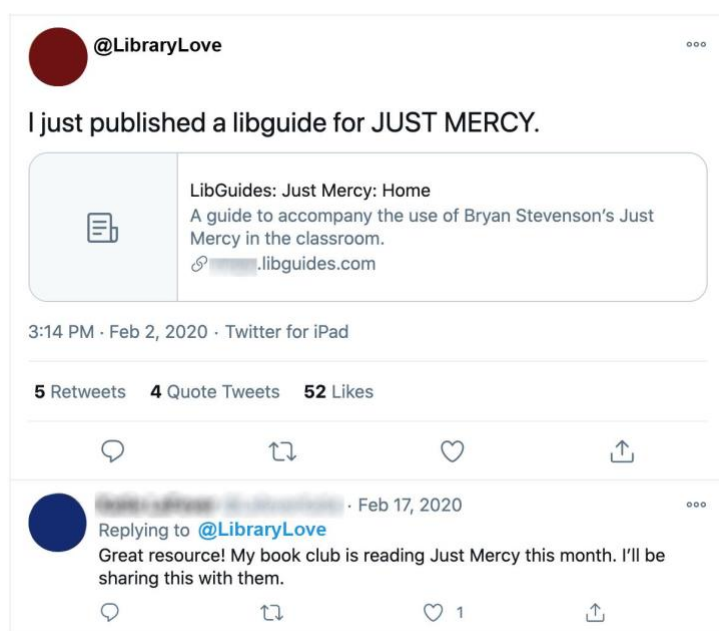 @LibraryLove
I just published a libguide for JUST MERCY.
LibGuides: Just Mercy: Home
A guide to accompany the use of Bryan Stevenson's Just
Mercy in the classroom.
.libguides.com
3:14 PM · Feb 2, 2020 · Twitter for iPad
5 Retweets 4 Quote Tweets 52 Likes
· Feb 17, 2020
Replying to @LibraryLove
Great resource! My book club is reading Just Mercy this month. I'll be
sharing this with them.
1